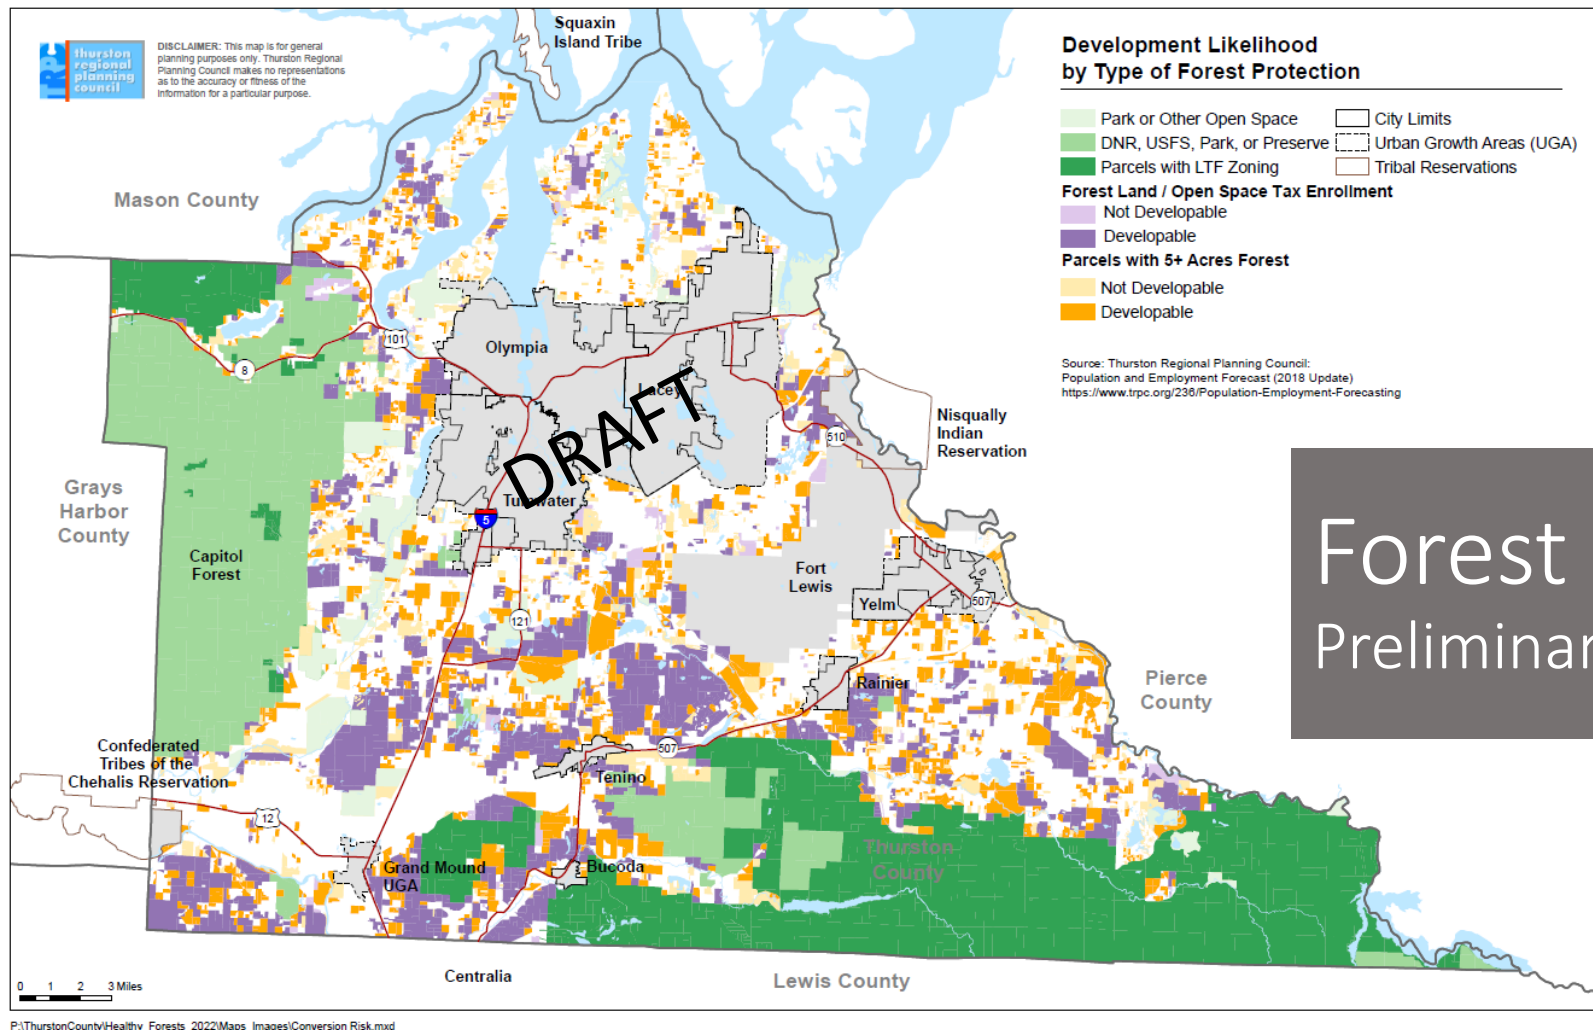 TRPC
thurston
regional
planning
council
DISCLAIMER: This map is for general
planning purposes only. Thurston Regional
Planning Council makes no representations
as to the accuracy or fitness of the
information for a particular purpose.
Squaxin
Island Tribe
Development Likelihood
by Type of Forest Protection
Park or Other Open Space
DNR, USFS, Park, or Preserve
Parcels with LTF Zoning
City Limits
Urban Growth Areas (UGA)
Tribal Reservations
Forest Land / Open Space Tax Enrollment
Not Developable
Developable
Parcels with 5+ Acres Forest
Not Developable
Developable
Source: Thurston Regional Planning Council:
Population and Employment Forecast (2018 Update)
https://www.trpc.org/236/Population-Employment-Forecasting
Mason County
101
8
Olympia
Lacey
DRAFT
Tumwater
5
510
Nisqually
Indian
Reservation
Grays
Harbor
County
Capitol
Forest
Fort
Lewis
Yelm
507
121
Rainier
Pierce
County
Forest
Preliminar
Confederated
Tribes of the
Chehalis Reservation
507
Tenino
12
Grand Mound
UGA
Bucoda
Thurston
County
Centralia
Lewis County
0 1 2 3 Miles
P:\ThurstonCounty\Healthy_Forests_2022\Maps_Images\Conversion Risk.mxd